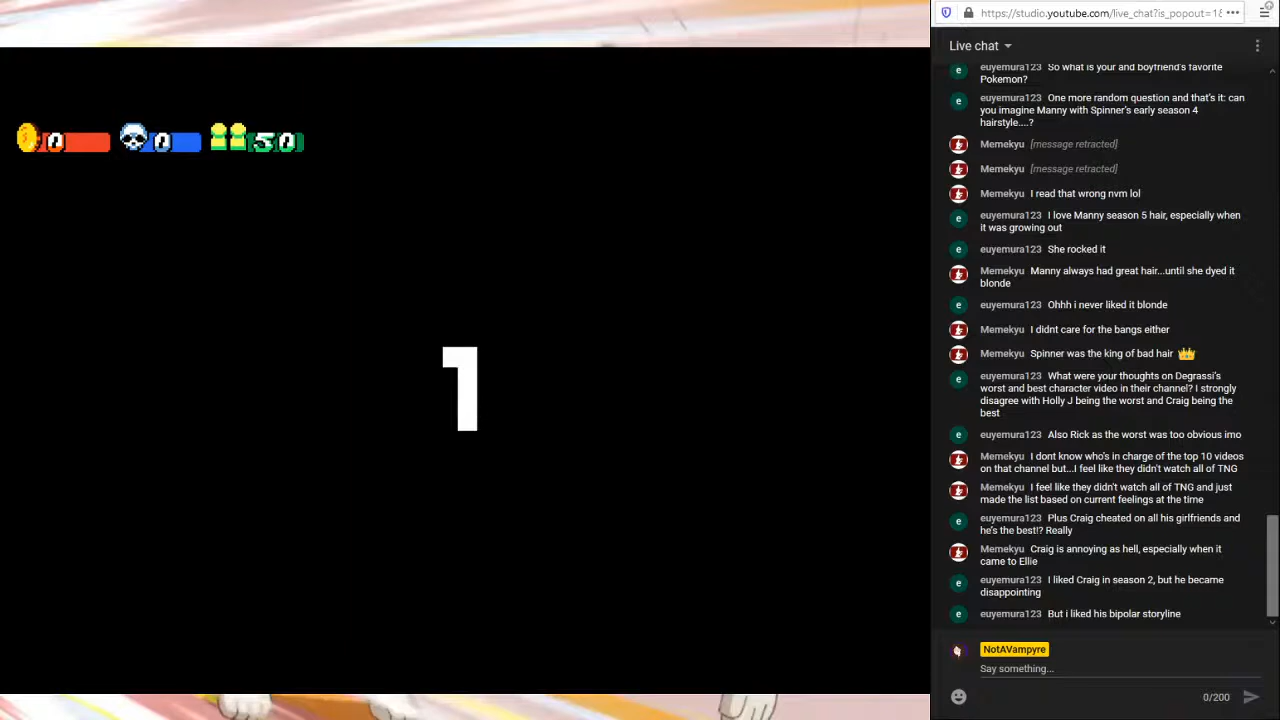 https://studio.youtube.com/live_chat?is_popout=1&
Live chat
0
0
50
1
euyemura123 So what is your and boyfriend's favorite
Pokemon?
euyemura123 One more random question and that's it: can
you imagine Manny with Spinner's early season 4
hairstyle....?
Memekyu [message retracted]
Memekyu [message retracted]
Memekyu I read that wrong nvm lol
euyemura123 I love Manny season 5 hair, especially when
it was growing out
euyemura123 She rocked it
Memekyu Manny always had great hair...until she dyed it
blonde
euyemura123 Ohhh i never liked it blonde
Memekyu I didnt care for the bangs either
Memekyu Spinner was the king of bad hair 👑
euyemura123 What were your thoughts on Degrassi's
worst and best character video in their channel? I strongly
disagree with Holly J being the worst and Craig being the
best
euyemura123 Also Rick as the worst was too obvious imo
Memekyu I dont know who's in charge of the top 10 videos
on that channel but...I feel like they didn't watch all of TNG
Memekyu I feel like they didn't watch all of TNG and just
made the list based on current feelings at the time
euyemura123 Plus Craig cheated on all his girlfriends and
he's the best!? Really
Memekyu Craig is annoying as hell, especially when it
came to Ellie
euyemura123 I liked Craig in season 2, but he became
disappointing
euyemura123 But i liked his bipolar storyline
NotAVampyre
Say something...
0/200